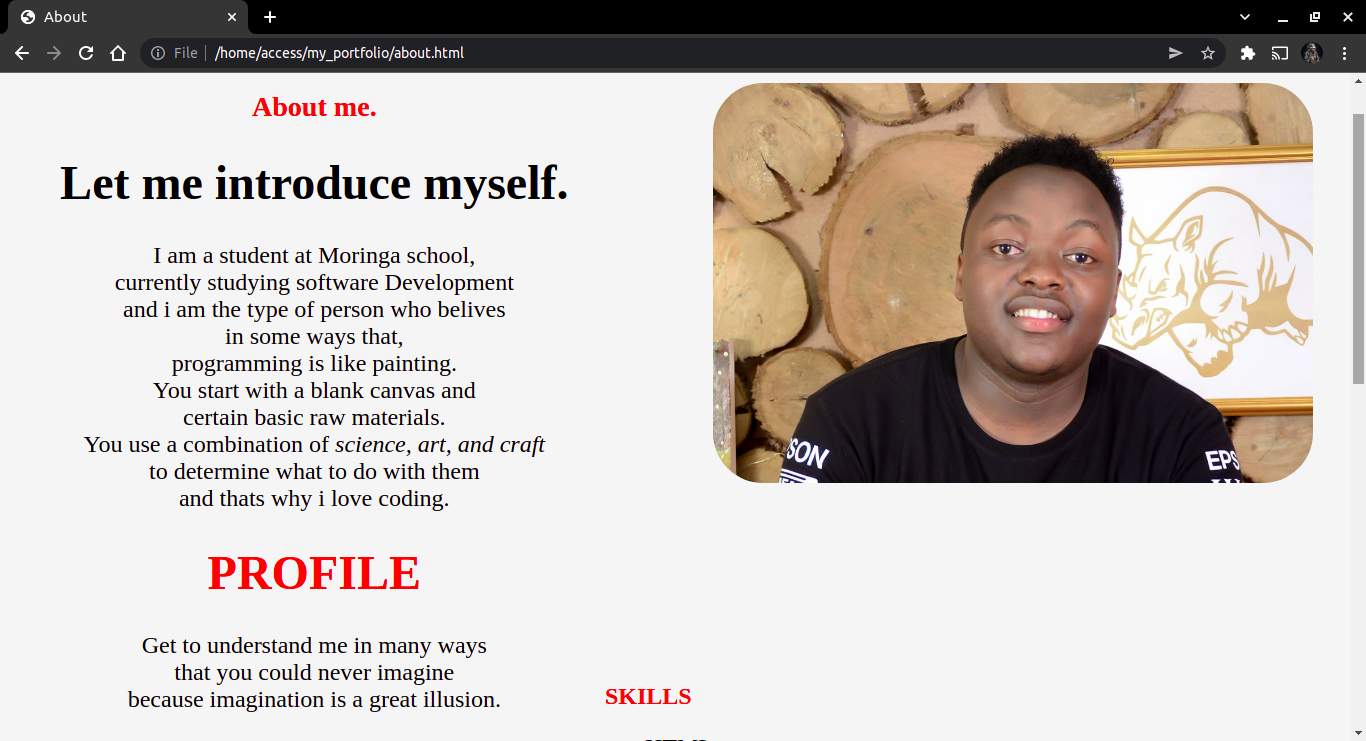 About
File
/home/access/my_portfolio/about.html
About me.
Let me introduce myself.
I am a student at Moringa school,
currently studying software Development
and i am the type of person who belives
in some ways that,
programming is like painting.
You start with a blank canvas and
certain basic raw materials.
You use a combination of science, art, and craft
to determine what to do with them
and thats why i love coding.
PSON
EPS
PROFILE
Get to understand me in many ways
that you could never imagine
because imagination is a great illusion.
SKILLS